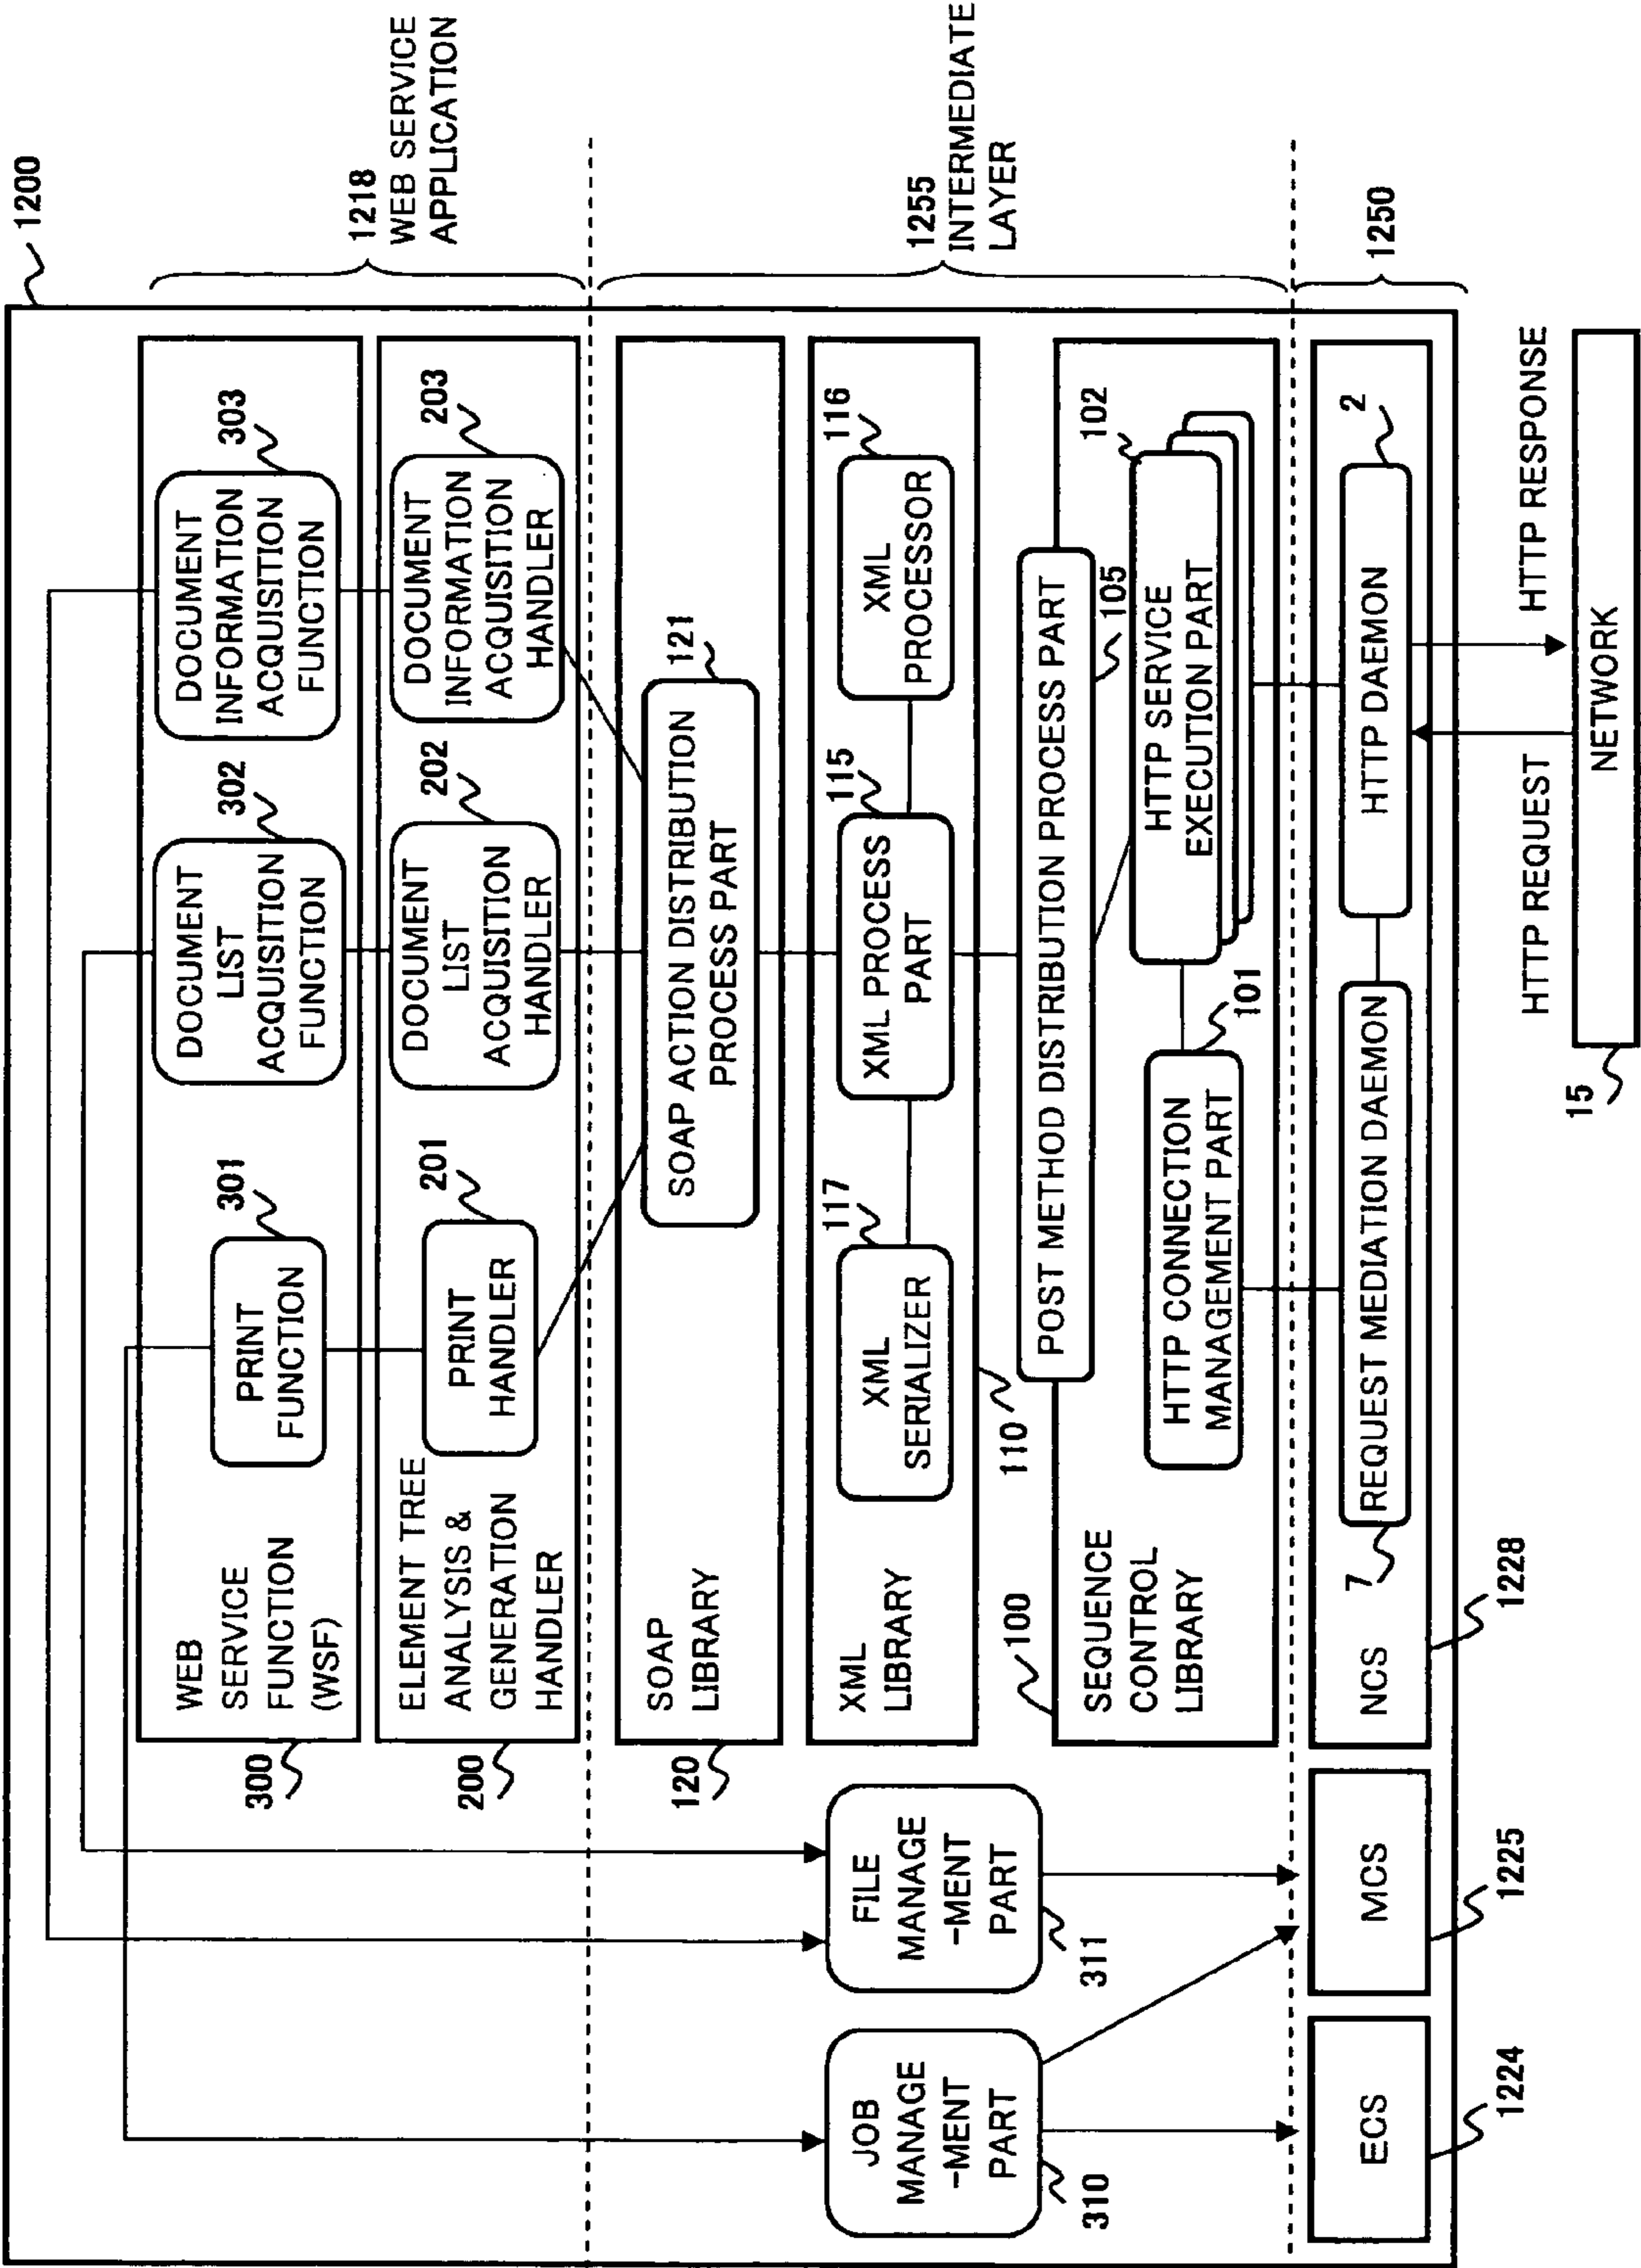 1200
1218
WEB SERVICE
APPLICATION
1255
INTERMEDIATE
LAYER
1250
300
WEB
SERVICE
FUNCTION
(WSF)
301
PRINT
FUNCTION
302
DOCUMENT
LIST
ACQUISITION
FUNCTION
303
DOCUMENT
INFORMATION
ACQUISITION
FUNCTION
200
ELEMENT TREE
ANALYSIS &
GENERATION
HANDLER
201
PRINT
HANDLER
202
DOCUMENT
LIST
ACQUISITION
HANDLER
203
DOCUMENT
INFORMATION
ACQUISITION
HANDLER
120
SOAP
LIBRARY
121
SOAP ACTION DISTRIBUTION
PROCESS PART
XML
LIBRARY
110
117
XML
SERIALIZER
115
XML PROCESS
PART
116
XML
PROCESSOR
100
SEQUENCE
CONTROL
LIBRARY
POST METHOD DISTRIBUTION PROCESS PART
105
102
HTTP SERVICE
EXECUTION PART
101
HTTP CONNECTION
MANAGEMENT PART
JOB
MANAGE
-MENT
PART
310
FILE
MANAGE
-MENT
PART
311
ECS
1224
MCS
1225
NCS
1228
7
REQUEST MEDIATION DAEMON
2
HTTP DAEMON
HTTP REQUEST
HTTP RESPONSE
15
NETWORK